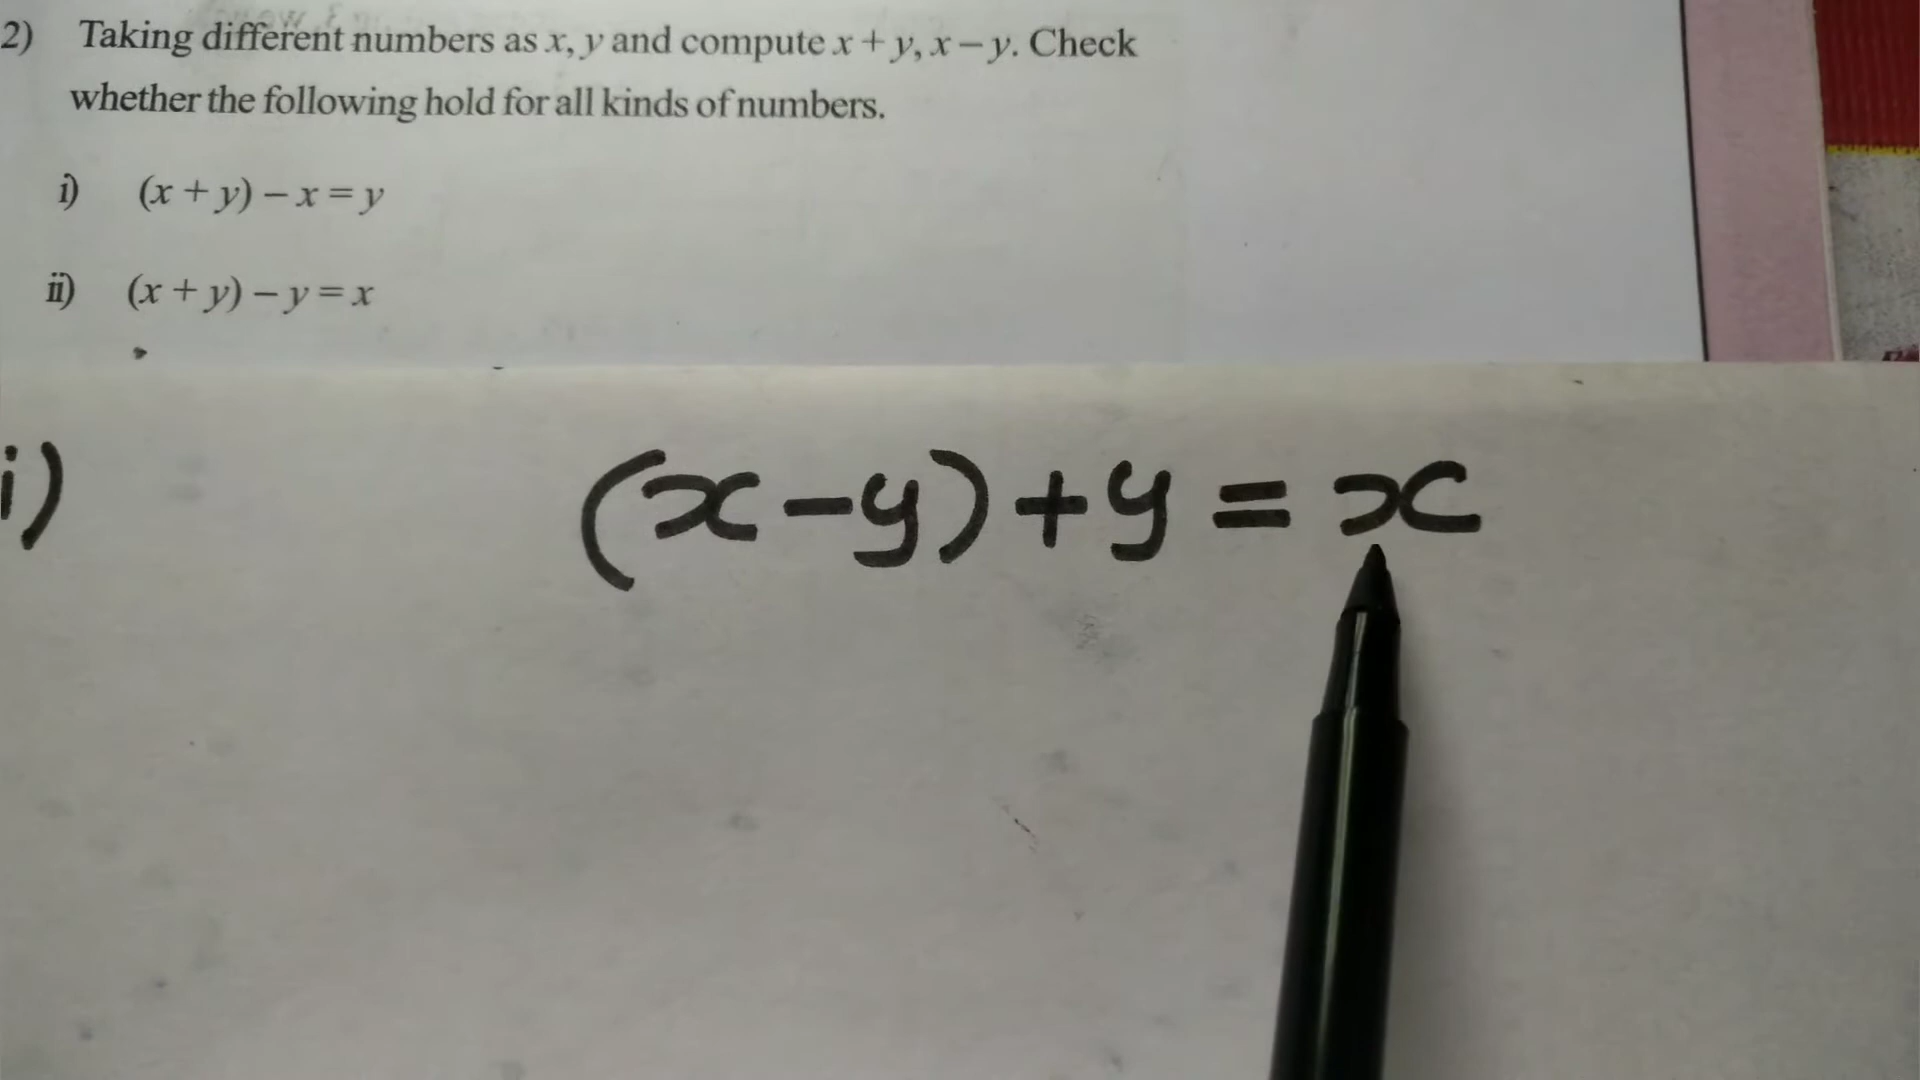 2) Taking different numbers as x, y and compute x + y, x – y. Check
whether the following hold for all kinds of numbers.
i) (x + y) – x = y
ii) (x + y) – y = x
i) (x-y)+y = x